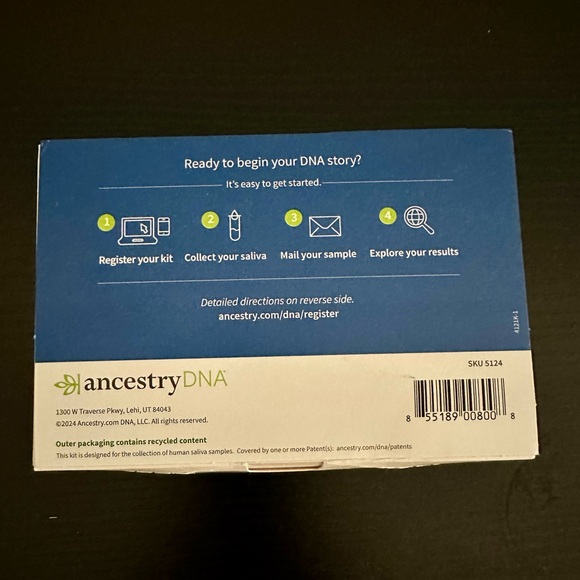 Ready to begin your DNA story?
It's easy to get started.
1 2 3 4
Register your kit Collect your saliva Mail your sample Explore your results
Detailed directions on reverse side.
ancestry.com/dna/register
4121K-1
SKU 5124
ancestryDNA
1300 W Traverse Pkwy, Lehi, UT 84043
©2024 Ancestry.com DNA, LLC. All rights reserved.
8 55189 00800 8
Outer packaging contains recycled content
This kit is designed for the collection of human saliva samples. Covered by one or more Patent(s): ancestry.com/dna/patents